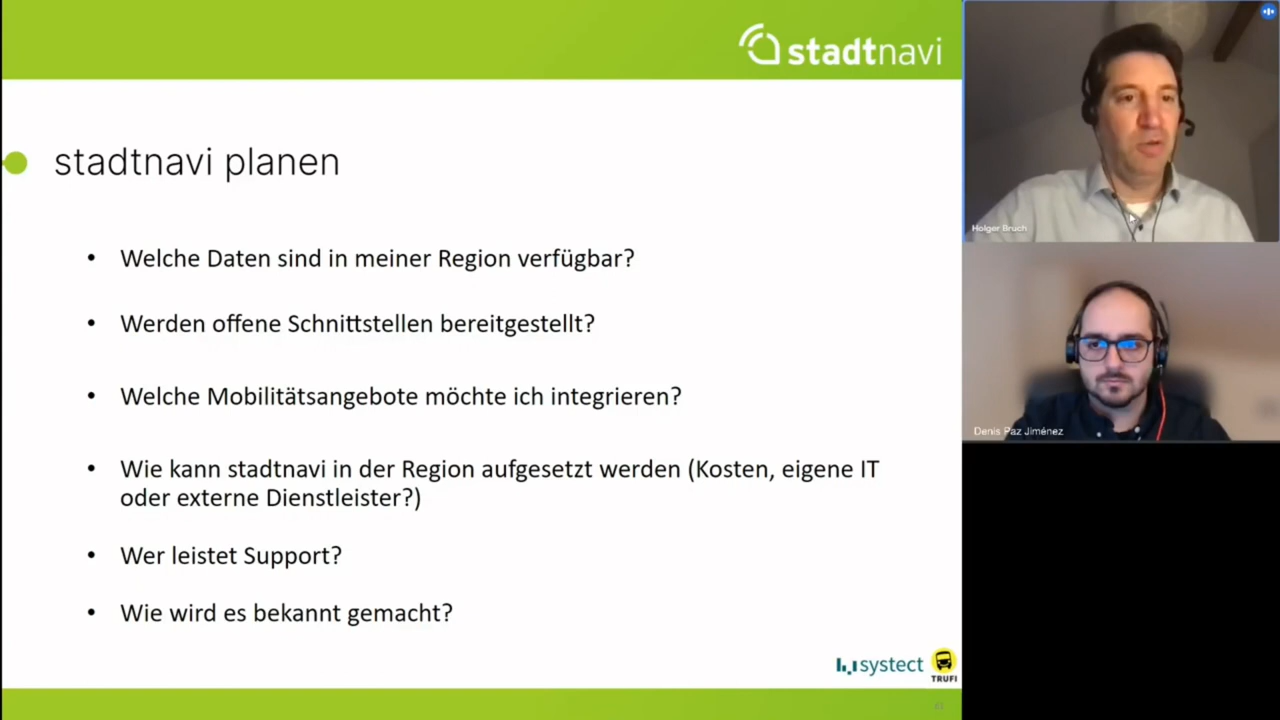 stadtnavi
stadtnavi planen
• Welche Daten sind in meiner Region verfügbar?
• Werden offene Schnittstellen bereitgestellt?
• Welche Mobilitätsangebote möchte ich integrieren?
• Wie kann stadtnavi in der Region aufgesetzt werden (Kosten, eigene IT
oder externe Dienstleister?)
• Wer leistet Support?
• Wie wird es bekannt gemacht?
systect
TRUFI
Holger Bruch
Denis Paz Jiménez